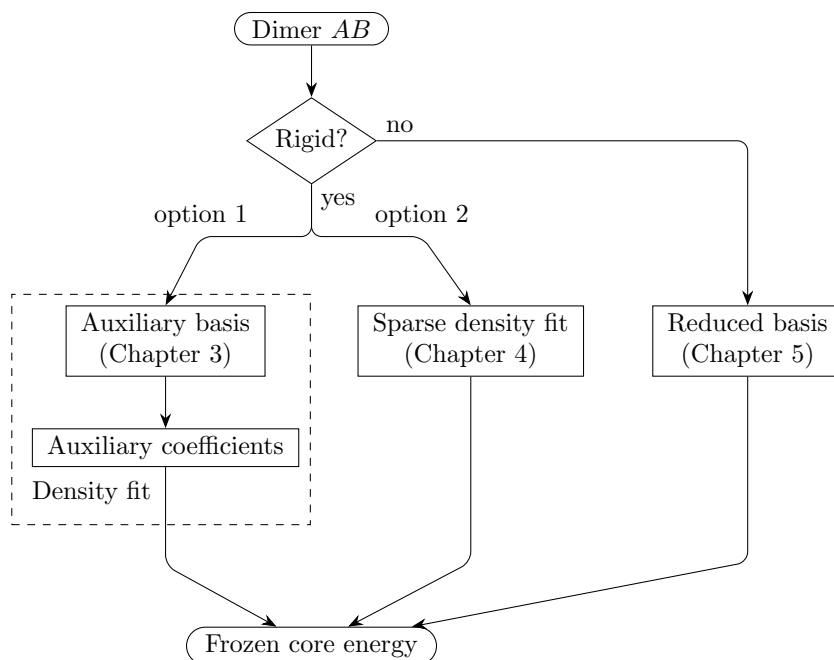 Dimer AB
Rigid?
no
yes
option 1
option 2
Auxiliary basis
(Chapter 3)
Sparse density fit
(Chapter 4)
Reduced basis
(Chapter 5)
Auxiliary coefficients
Density fit
Frozen core energy